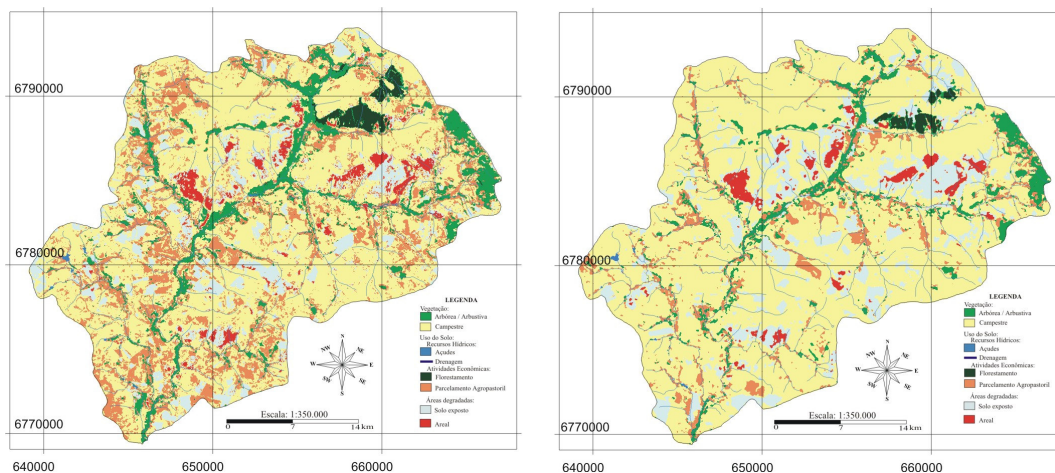 6790000
6780000
6770000
640000
650000
660000
LEGENDA
Vegetação:
Arbórea / Arbustiva
Campestre
Uso do Solo:
Recursos Hídricos:
Açudes
Drenagem
Atividades Econômicas:
Florestamento
Parcelamento Agropastoril
Áreas degradadas:
Solo exposto
Areal
N
NE
E
SE
S
SW
W
NW
Escala: 1:350.000
0 7 14 km
6790000
6780000
6770000
640000
650000
660000
LEGENDA
Vegetação:
Arbórea / Arbustiva
Campestre
Uso do Solo:
Recursos Hídricos:
Açudes
Drenagem
Atividades Econômicas:
Florestamento
Parcelamento Agropastoril
Áreas degradadas:
Solo exposto
Areal
N
NE
E
SE
S
SW
W
NW
Escala: 1:350.000
0 7 14 km